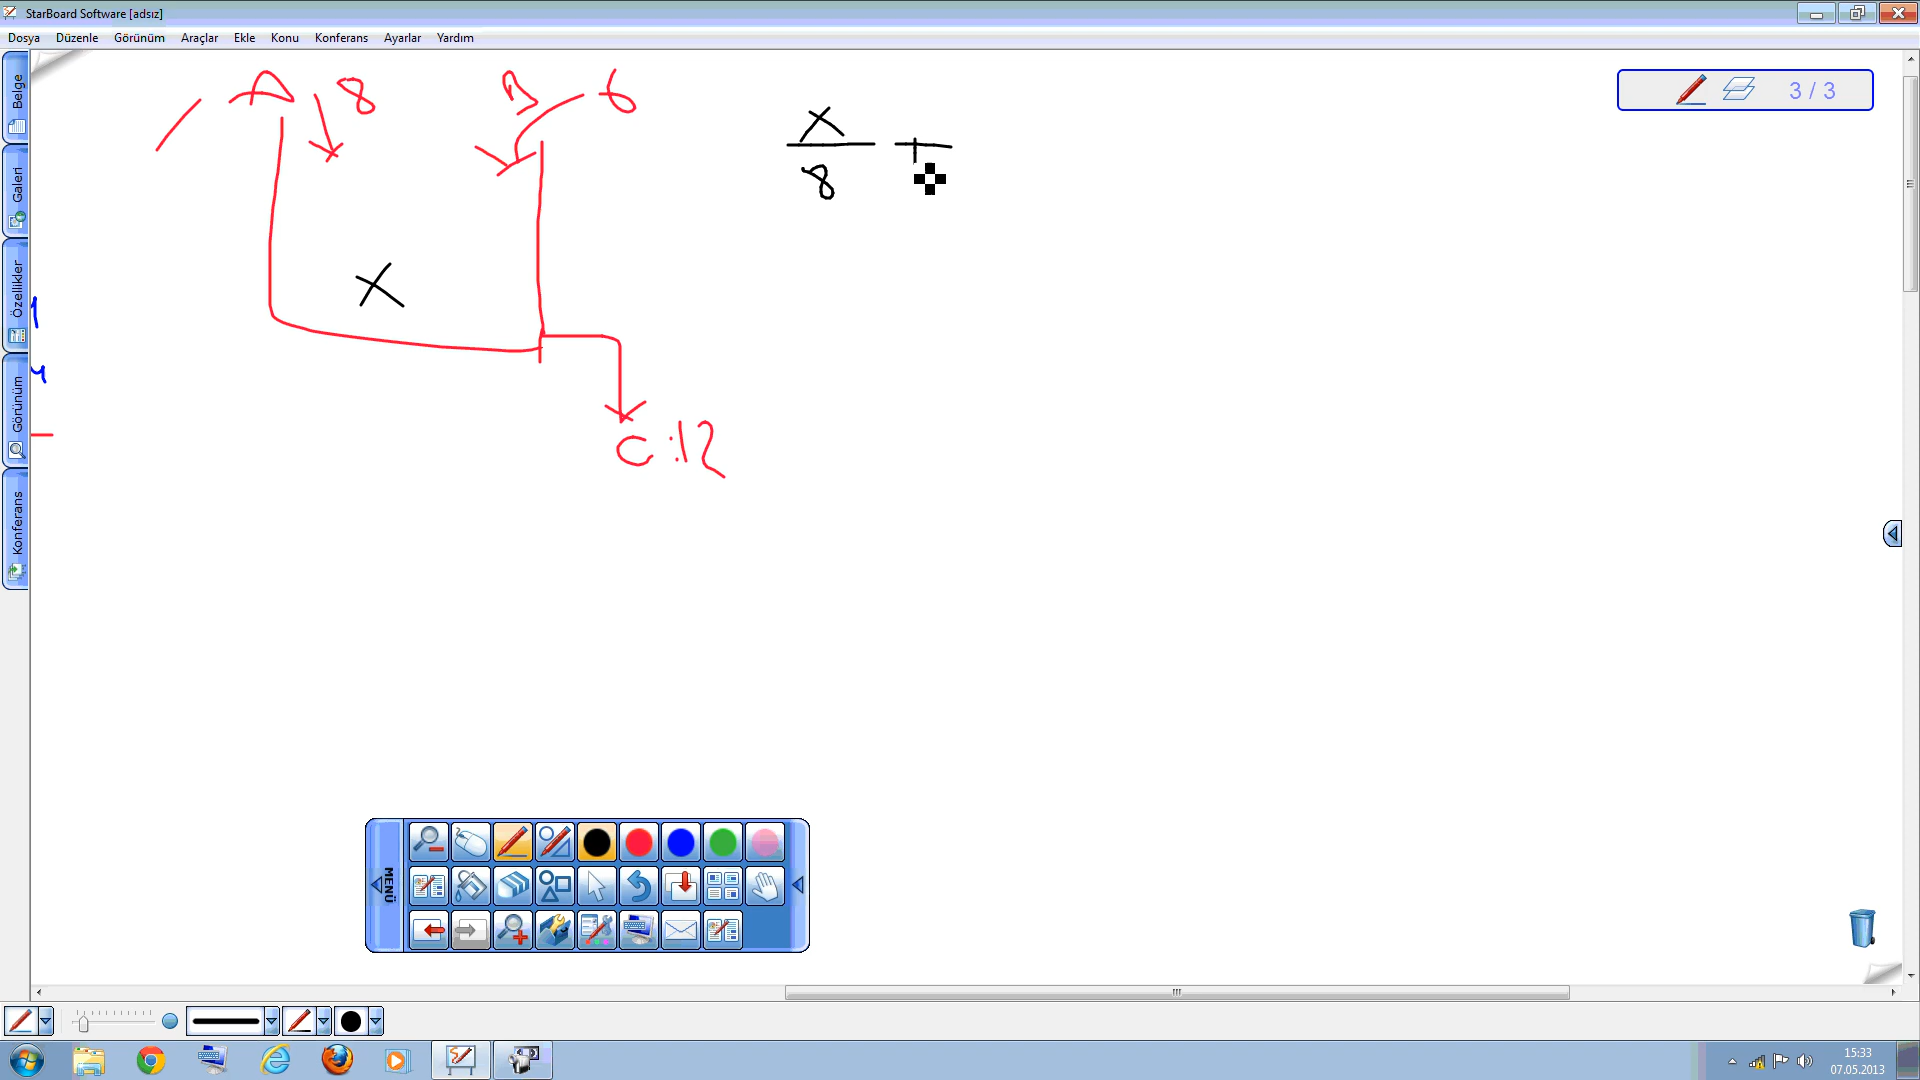 StarBoard Software [adsız]
Dosya Düzenle Görünüm Araçlar Ekle Konu Konferans Ayarlar Yardım
Belge
Galeri
Özellikler
Görünüm
Konferans
3 / 3
A 8 B 6
x
8
+
x
C :12
MENÜ
15:33
07.05.2013